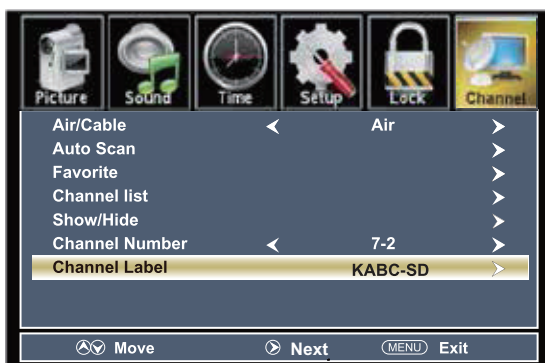 Picture Sound Time Setup Lock Channel
Air/Cable Air
Auto Scan
Favorite
Channel list
Show/Hide
Channel Number 7-2
Channel Label KABC-SD
Move Next MENU Exit